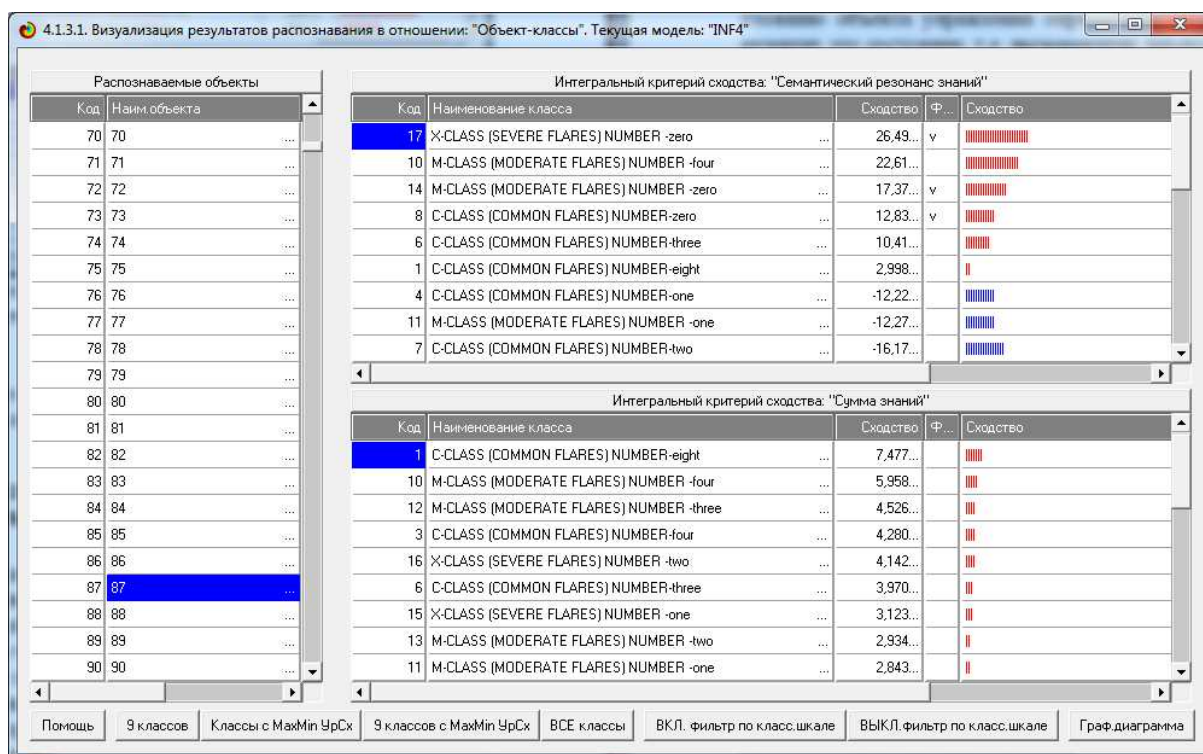 4.1.3.1. Визуализация результатов распознавания в отношении: "Объект-классы". Текущая модель: "INF4"
Распознаваемые объекты
Код Наим.объекта
70 70 ...
71 71 ...
72 72 ...
73 73 ...
74 74 ...
75 75 ...
76 76 ...
77 77 ...
78 78 ...
79 79 ...
80 80 ...
81 81 ...
82 82 ...
83 83 ...
84 84 ...
85 85 ...
86 86 ...
87 87 ...
88 88 ...
89 89 ...
90 90 ...
Интегральный критерий сходства: "Семантический резонанс знаний"
Код Наименование класса Сходство Ф... Сходство
17 X-CLASS (SEVERE FLARES) NUMBER -zero ... 26,49... v
10 M-CLASS (MODERATE FLARES) NUMBER -four ... 22,61...
14 M-CLASS (MODERATE FLARES) NUMBER -zero ... 17,37... v
8 C-CLASS (COMMON FLARES) NUMBER-zero ... 12,83... v
6 C-CLASS (COMMON FLARES) NUMBER-three ... 10,41...
1 C-CLASS (COMMON FLARES) NUMBER-eight ... 2,998...
4 C-CLASS (COMMON FLARES) NUMBER-one ... -12,22...
11 M-CLASS (MODERATE FLARES) NUMBER -one ... -12,27...
7 C-CLASS (COMMON FLARES) NUMBER-two ... -16,17...
Интегральный критерий сходства: "Сумма знаний"
Код Наименование класса Сходство Ф... Сходство
1 C-CLASS (COMMON FLARES) NUMBER-eight ... 7,477...
10 M-CLASS (MODERATE FLARES) NUMBER -four ... 5,958...
12 M-CLASS (MODERATE FLARES) NUMBER -three ... 4,526...
3 C-CLASS (COMMON FLARES) NUMBER-four ... 4,280...
16 X-CLASS (SEVERE FLARES) NUMBER -two ... 4,142...
6 C-CLASS (COMMON FLARES) NUMBER-three ... 3,970...
15 X-CLASS (SEVERE FLARES) NUMBER -one ... 3,123...
13 M-CLASS (MODERATE FLARES) NUMBER -two ... 2,934...
11 M-CLASS (MODERATE FLARES) NUMBER -one ... 2,843...
Помощь 9 классов Классы с MaxMin УрСх 9 классов с MaxMin УрСх ВСЕ классы ВКЛ. фильтр по класс.шкале ВЫКЛ.фильтр по класс.шкале Граф.диаграмма